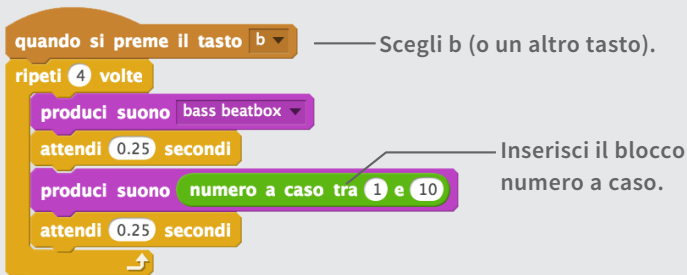 quando si preme il tasto b
Scegli b (o un altro tasto).
ripeti 4 volte
produci suono bass beatbox
attendi 0.25 secondi
Inserisci il blocco
numero a caso.
produci suono numero a caso tra 1 e 10
attendi 0.25 secondi